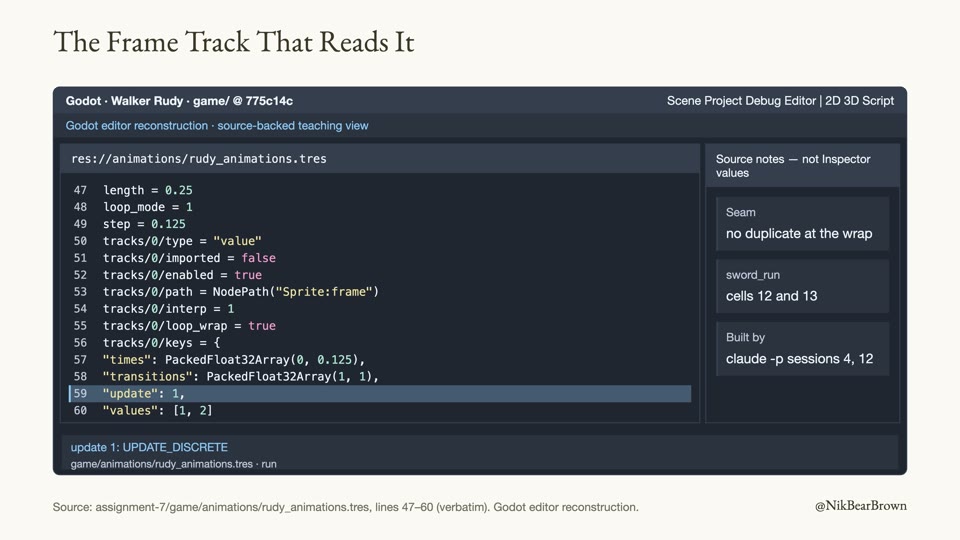 The Frame Track That Reads It
Godot · Walker Rudy · game/ @ 775c14c
Scene Project Debug Editor | 2D 3D Script
Godot editor reconstruction · source-backed teaching view
res://animations/rudy_animations.tres
47 length = 0.25
48 loop_mode = 1
49 step = 0.125
50 tracks/0/type = "value"
51 tracks/0/imported = false
52 tracks/0/enabled = true
53 tracks/0/path = NodePath("Sprite:frame")
54 tracks/0/interp = 1
55 tracks/0/loop_wrap = true
56 tracks/0/keys = {
57 "times": PackedFloat32Array(0, 0.125),
58 "transitions": PackedFloat32Array(1, 1),
59 "update": 1,
60 "values": [1, 2]
Source notes — not Inspector
values
Seam
no duplicate at the wrap
sword_run
cells 12 and 13
Built by
claude -p sessions 4, 12
update 1: UPDATE_DISCRETE
game/animations/rudy_animations.tres · run
Source: assignment-7/game/animations/rudy_animations.tres, lines 47–60 (verbatim). Godot editor reconstruction.
@NikBearBrown